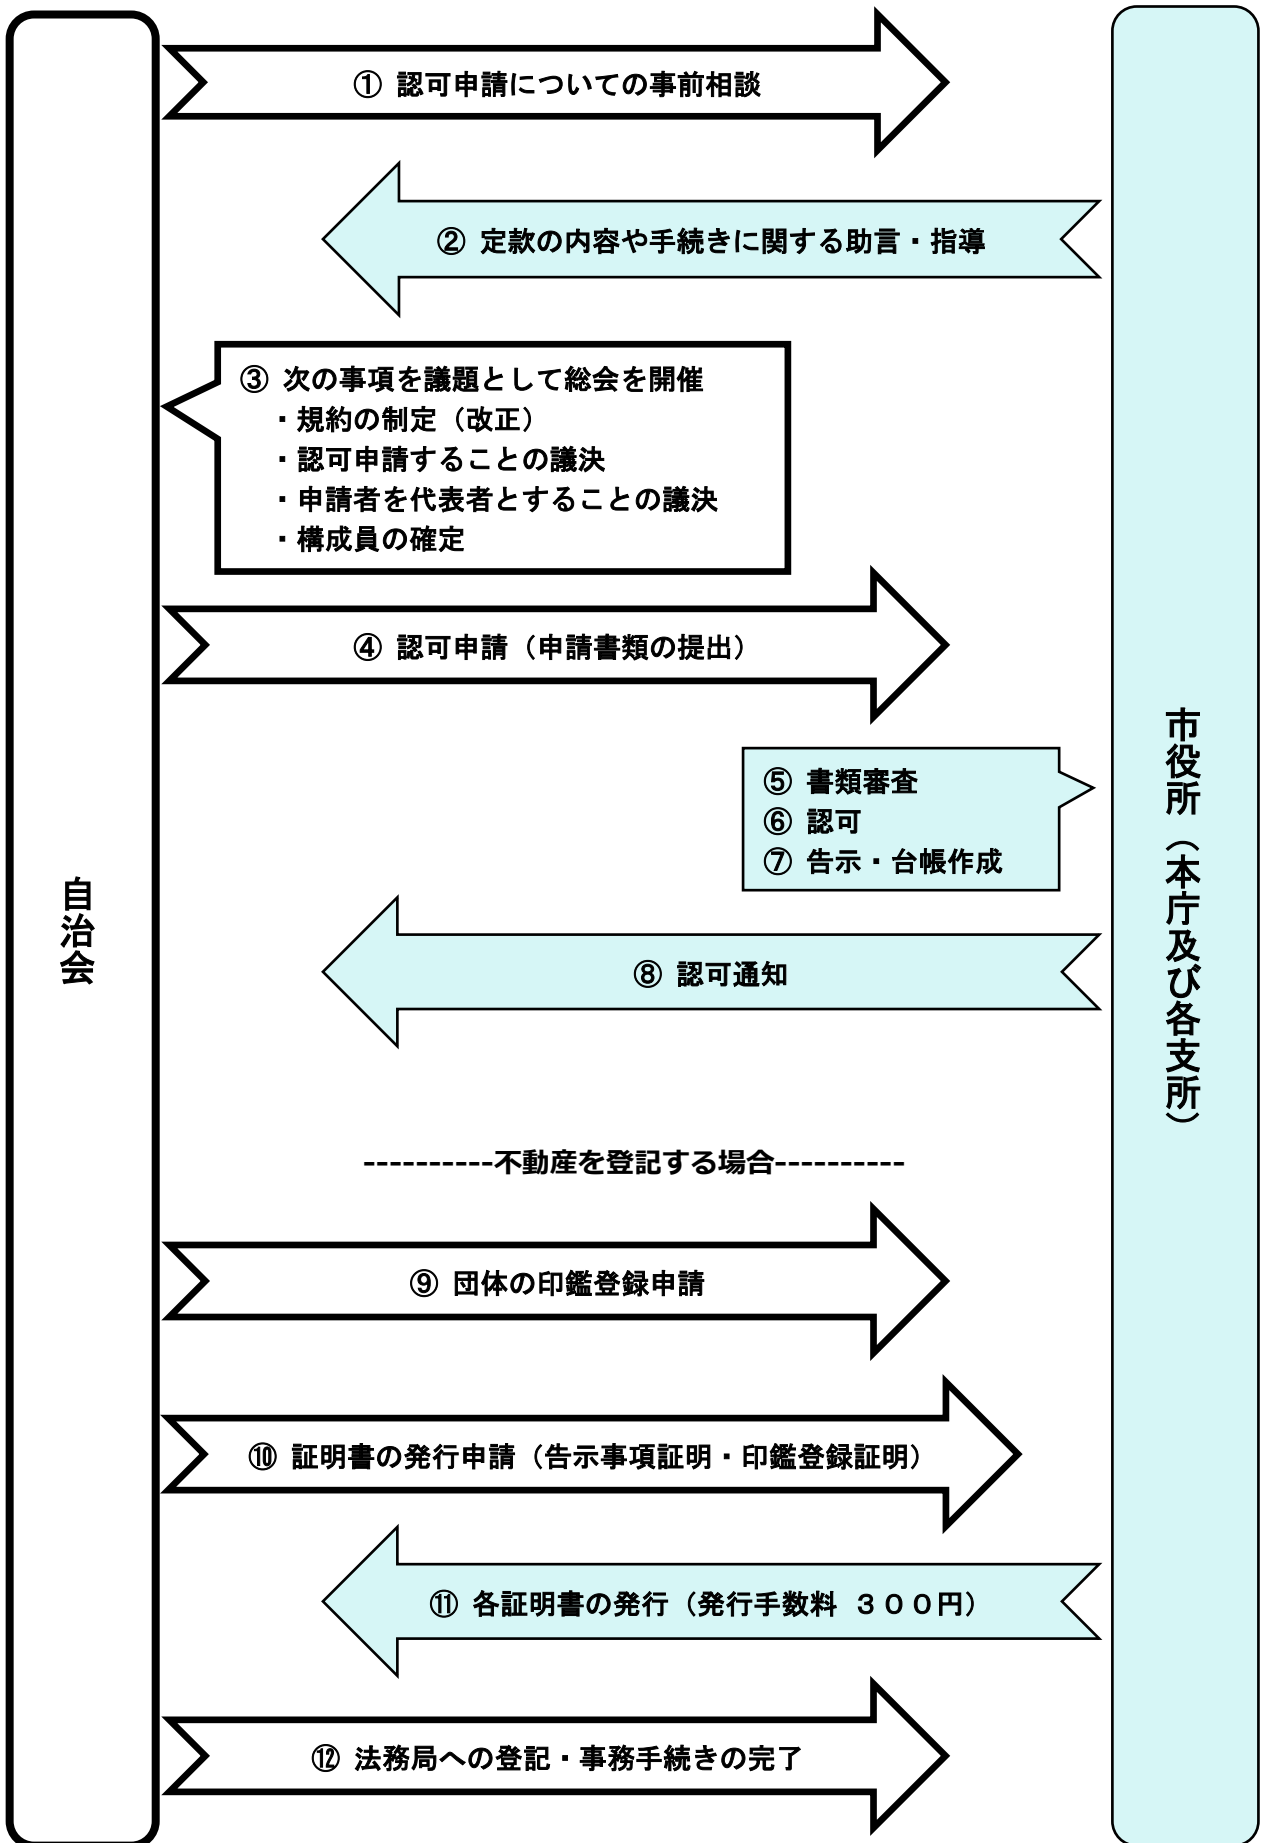 ① 認可申請についての事前相談
② 定款の内容や手続きに関する助言・指導
③ 次の事項を議題として総会を開催
・規約の制定（改正）
・認可申請することの議決
・申請者を代表者とすることの議決
・構成員の確定
④ 認可申請（申請書類の提出）
⑤ 書類審査
⑥ 認可
⑦ 告示・台帳作成
自治会
市役所（本庁及び各支所）
⑧ 認可通知
----------不動産を登記する場合----------
⑨ 団体の印鑑登録申請
⑩ 証明書の発行申請（告示事項証明・印鑑登録証明）
⑪ 各証明書の発行（発行手数料 ３００円）
⑫ 法務局への登記・事務手続きの完了